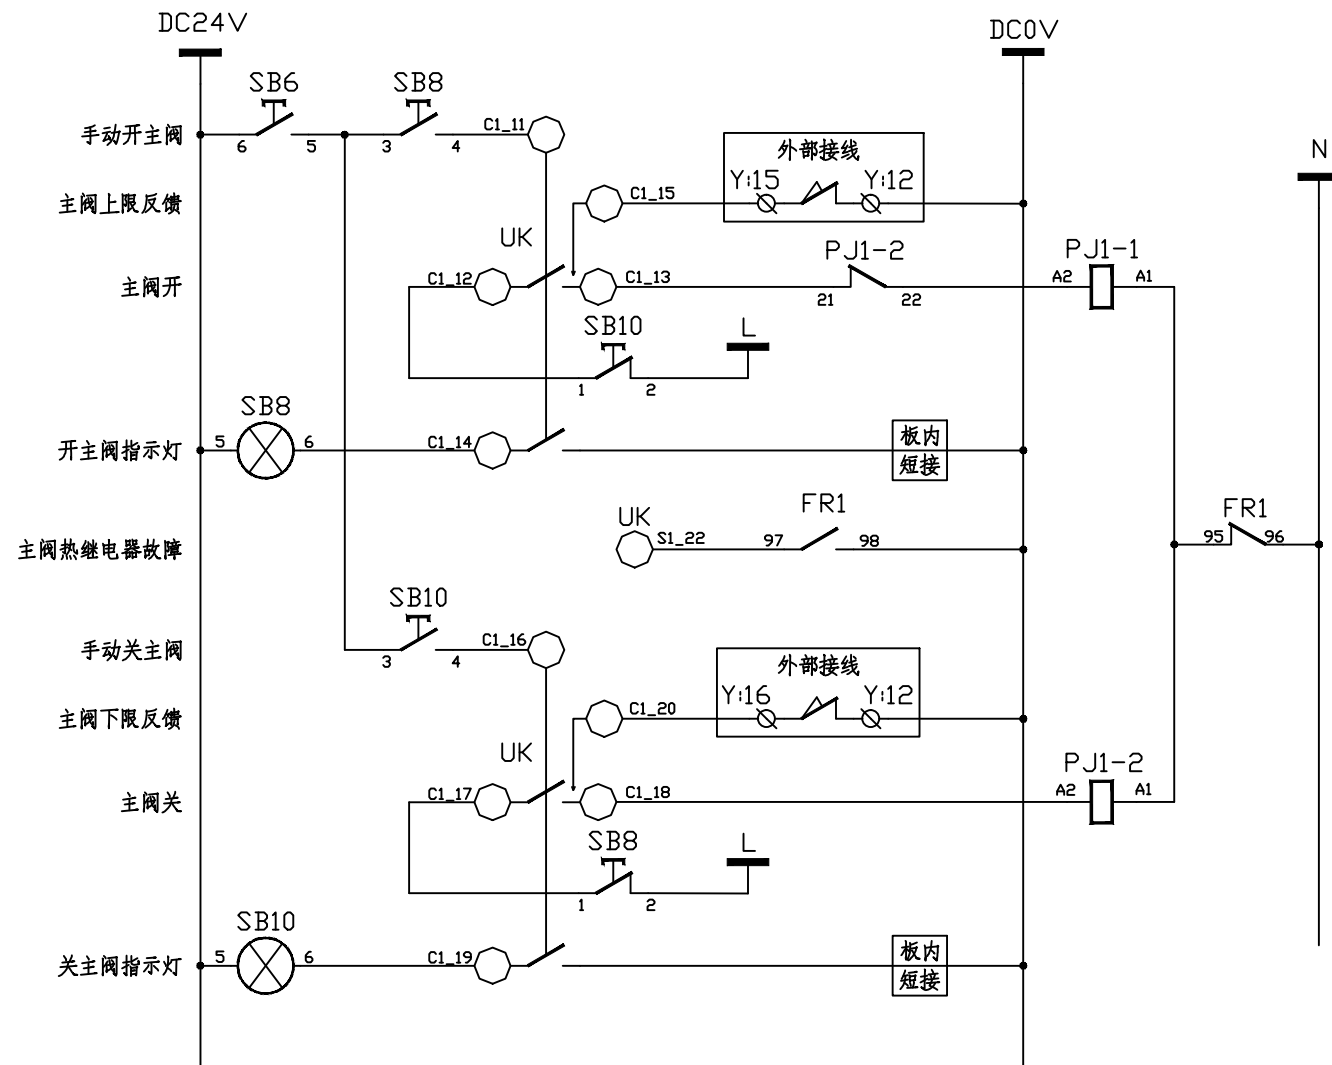 DC24V
DC0V
N
SB6
SB8
手动开主阀
6
5
3
4
C1_11
外部接线
Y:15
Y:12
主阀上限反馈
C1_15
UK
PJ1-2
PJ1-1
主阀开
C1_12
C1_13
21
22
A2
A1
SB10
L
1
2
SB8
开主阀指示灯
5
6
C1_14
板内
短接
UK
FR1
FR1
主阀热继电器故障
S1_22
97
98
95
96
SB10
手动关主阀
3
4
C1_16
外部接线
Y:16
Y:12
主阀下限反馈
C1_20
UK
PJ1-2
主阀关
C1_17
C1_18
A2
A1
SB8
L
1
2
SB10
关主阀指示灯
5
6
C1_19
板内
短接